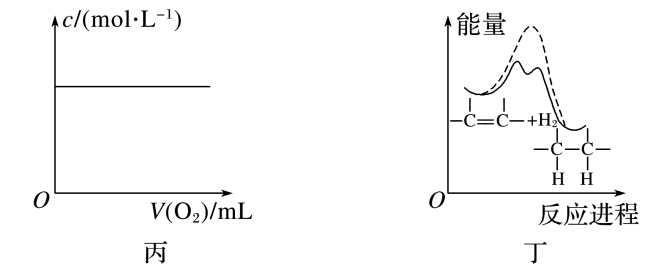 c/(mol·L⁻¹)
O
V(O₂)/mL
丙
能量
—C=C—+H₂
—C—C—
H H
O
反应进程
丁